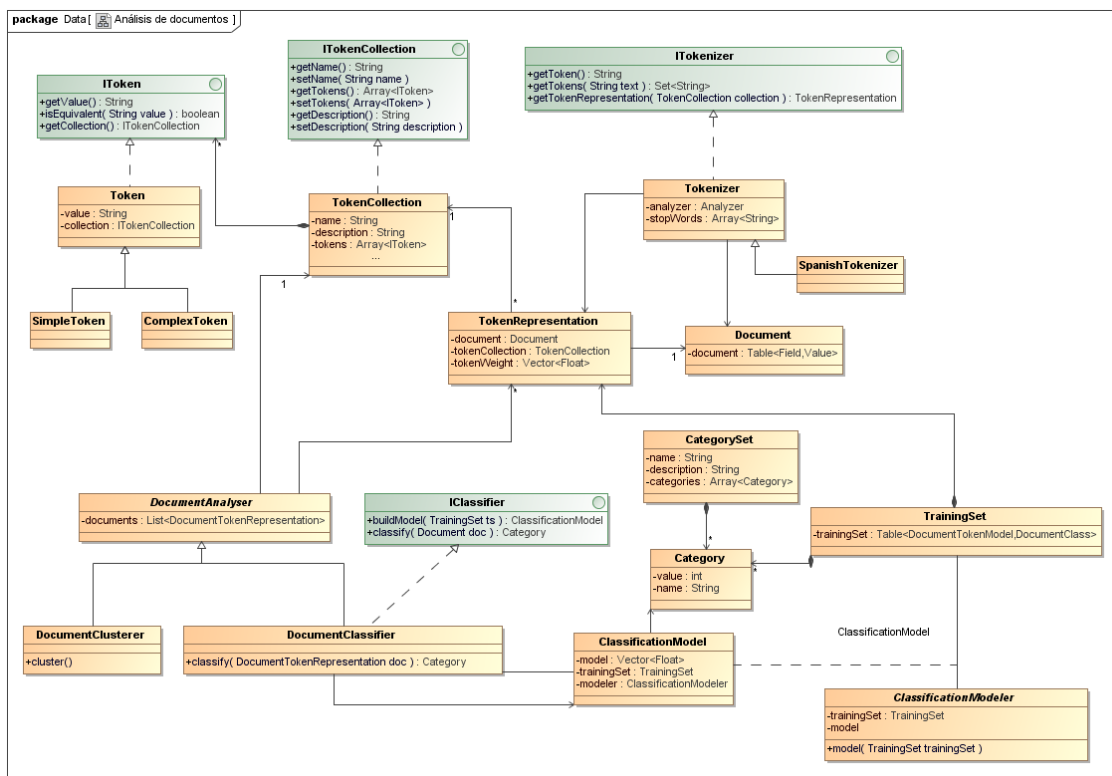 package Data [ Análisis de documentos ]
ITokenCollection
+getName() : String
+setName( String name )
+getTokens() : Array<IToken>
+setTokens( Array<IToken> )
+getDescription() : String
+setDescription( String description )
ITokenizer
+getToken() : String
+getTokens( String text ) : Set<String>
+getTokenRepresentation( TokenCollection collection ) : TokenRepresentation
IToken
+getValue() : String
+isEquivalent( String value ) : boolean
+getCollection() : ITokenCollection
*
Token
-value : String
-collection : ITokenCollection
TokenCollection
-name : String
-description : String
-tokens : Array<IToken>
...
1
Tokenizer
-analyzer : Analyzer
-stopWords : Array<String>
SpanishTokenizer
1
SimpleToken
ComplexToken
*
TokenRepresentation
-document : Document
-tokenCollection : TokenCollection
-tokenWeight : Vector<Float>
*
1
Document
-document : Table<Field,Value>
CategorySet
-name : String
-description : String
-categories : Array<Category>
*
DocumentAnalyser
-documents : List<DocumentTokenRepresentation>
IClassifier
+buildModel( TrainingSet ts ) : ClassificationModel
+classify( Document doc ) : Category
TrainingSet
-trainingSet : Table<DocumentTokenModel,DocumentClass>
Category
-value : int
-name : String
*
DocumentClusterer
+cluster()
DocumentClassifier
+classify( DocumentTokenRepresentation doc ) : Category
ClassificationModel
-model : Vector<Float>
-trainingSet : TrainingSet
-modeler : ClassificationModeler
ClassificationModel
ClassificationModeler
-trainingSet : TrainingSet
-model
+model( TrainingSet trainingSet )